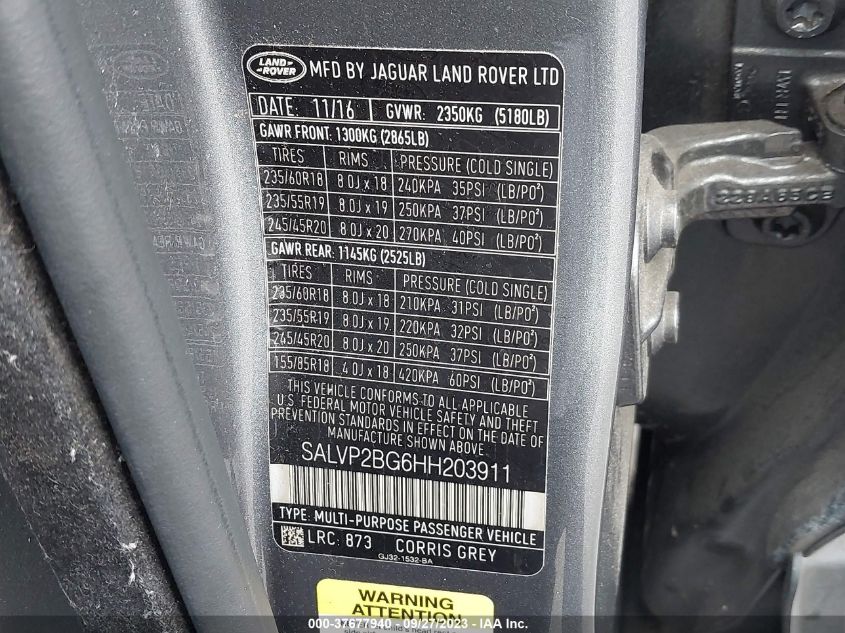 LAND-
-ROVER
MFD BY JAGUAR LAND ROVER LTD
DATE: 11/16 GVWR: 2350KG (5180LB)
GAWR FRONT: 1300KG (2865LB)
TIRES RIMS PRESSURE (COLD SINGLE)
235/60R18 8.0J x 18 240KPA 35PSI (LB/PO²)
235/55R19 8.0J x 19 250KPA 37PSI (LB/PO²)
245/45R20 8.0J x 20 270KPA 40PSI (LB/PO²)
GAWR REAR: 1145KG (2525LB)
TIRES RIMS PRESSURE (COLD SINGLE)
235/60R18 8.0J x 18 210KPA 31PSI (LB/PO²)
235/55R19 8.0J x 19 220KPA 32PSI (LB/PO²)
245/45R20 8.0J x 20 250KPA 37PSI (LB/PO²)
155/85R18 4.0J x 18 420KPA 60PSI (LB/PO²)
THIS VEHICLE CONFORMS TO ALL APPLICABLE
U.S. FEDERAL MOTOR VEHICLE SAFETY AND THEFT
PREVENTION STANDARDS IN EFFECT ON THE DATE
OF MANUFACTURE SHOWN ABOVE.
SALVP2BG6HH203911
TYPE: MULTI-PURPOSE PASSENGER VEHICLE
LRC: 873 CORRIS GREY
GJ32-1532-BA
WARNING
ATTENTION
000-37677940 - 09/27/2023 - IAAI.COM